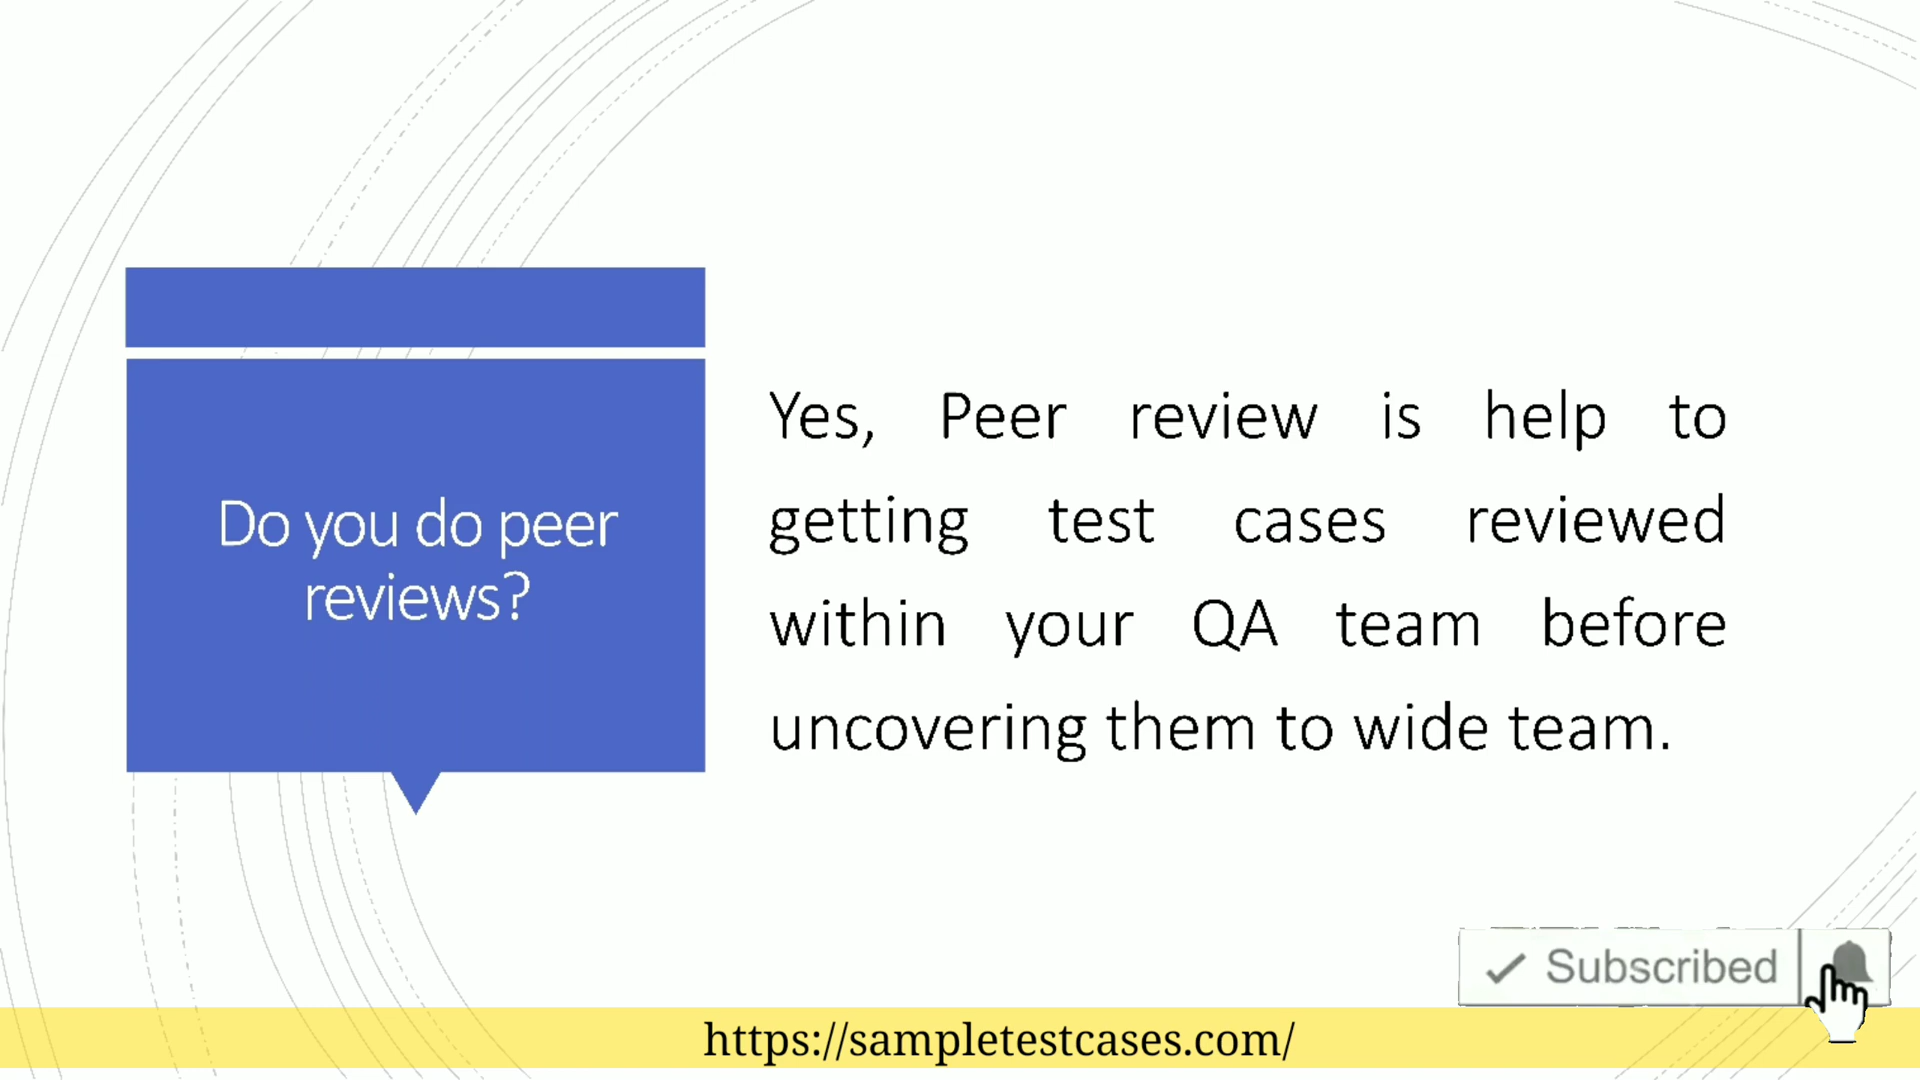 Do you do peer
reviews?
Yes, Peer review is help to
getting test cases reviewed
within your QA team before
uncovering them to wide team.
Subscribed
https://sampletestcases.com/